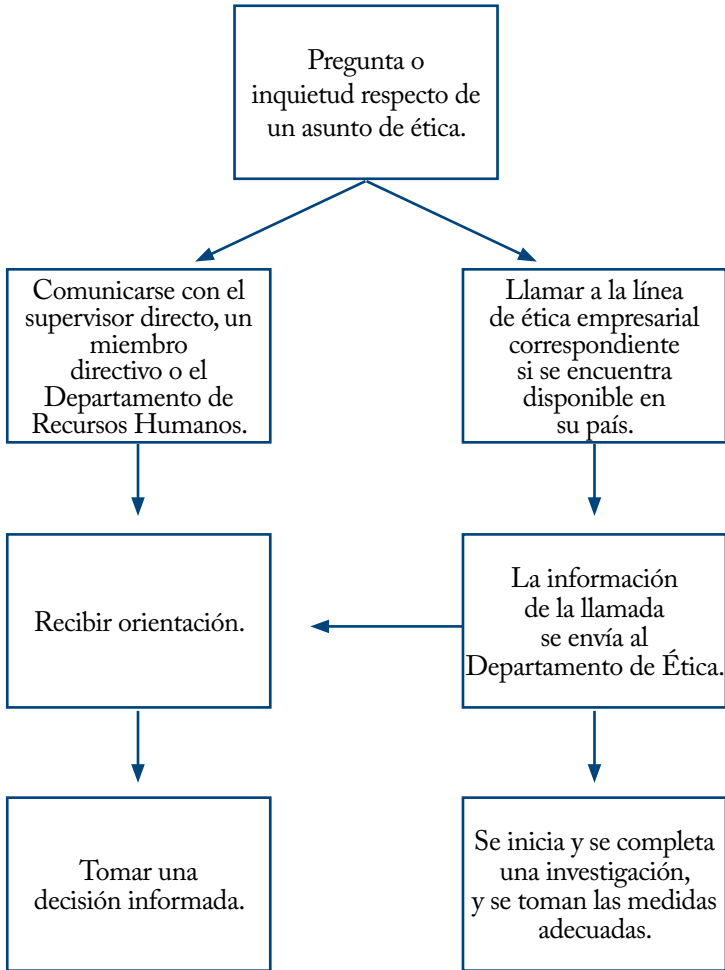 Pregunta o
inquietud respecto de
un asunto de ética.
Comunicarse con el
supervisor directo, un
miembro
directivo o el
Departamento de
Recursos Humanos.
Llamar a la línea
de ética empresarial
correspondiente
si se encuentra
disponible en
su país.
Recibir orientación.
La información
de la llamada
se envía al
Departamento de Ética.
Tomar una
decisión informada.
Se inicia y se completa
una investigación,
y se toman las medidas
adecuadas.